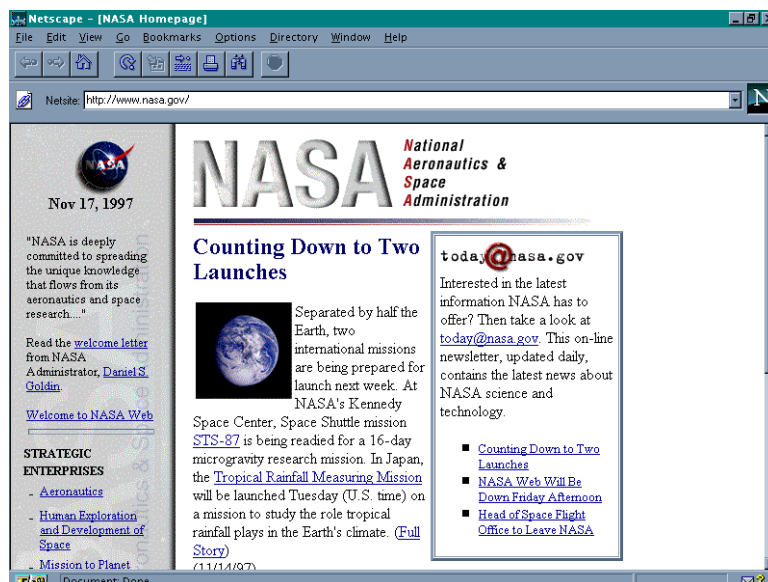 Netscape - [NASA Homepage]
File Edit View Go Bookmarks Options Directory Window Help
Netsite: http://www.nasa.gov/
N
NASA
Nov 17, 1997
"NASA is deeply
committed to spreading
the unique knowledge
that flows from its
aeronautics and space
research...."
Read the welcome letter
from NASA
Administrator, Daniel S.
Goldin.
Welcome to NASA Web
STRATEGIC
ENTERPRISES
Aeronautics
Human Exploration
and Development of
Space
Mission to Planet
NASA
National
Aeronautics &
Space
Administration
Counting Down to Two
Launches
Separated by half the
Earth, two
international missions
are being prepared for
launch next week. At
NASA's Kennedy
Space Center, Space Shuttle mission
STS-87 is being readied for a 16-day
microgravity research mission. In Japan,
the Tropical Rainfall Measuring Mission
will be launched Tuesday (U.S. time) on
a mission to study the role tropical
rainfall plays in the Earth's climate. (Full
Story)
(11/14/97)
today@nasa.gov
Interested in the latest
information NASA has to
offer? Then take a look at
today@nasa.gov. This on-line
newsletter, updated daily,
contains the latest news about
NASA science and
technology.
Counting Down to Two
Launches
NASA Web Will Be
Down Friday Afternoon
Head of Space Flight
Office to Leave NASA
Document: Done